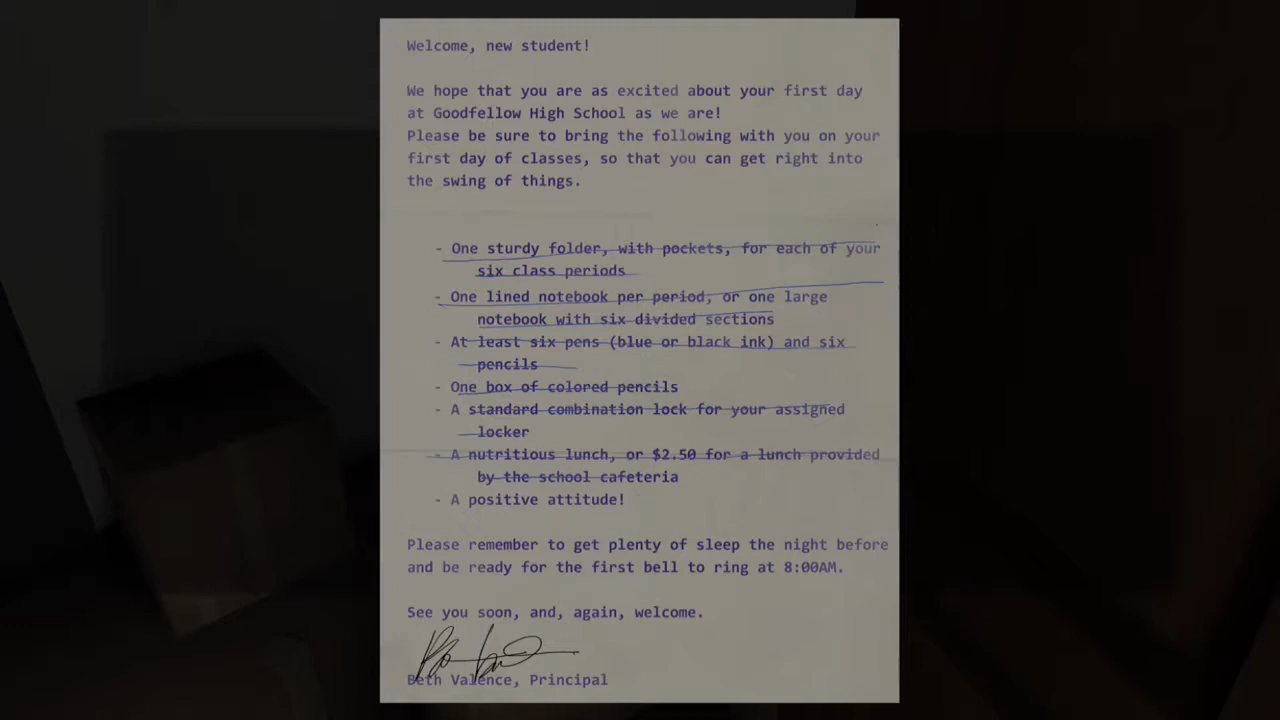 Welcome, new student!
We hope that you are as excited about your first day
at Goodfellow High School as we are!
Please be sure to bring the following with you on your
first day of classes, so that you can get right into
the swing of things.
- One sturdy folder, with pockets, for each of your
six class periods
- One lined notebook per period, or one large
notebook with six divided sections
- At least six pens (blue or black ink) and six
pencils
- One box of colored pencils
- A standard combination lock for your assigned
locker
- A nutritious lunch, or $2.50 for a lunch provided
by the school cafeteria
- A positive attitude!
Please remember to get plenty of sleep the night before
and be ready for the first bell to ring at 8:00AM.
See you soon, and, again, welcome.
Beth Valence, Principal